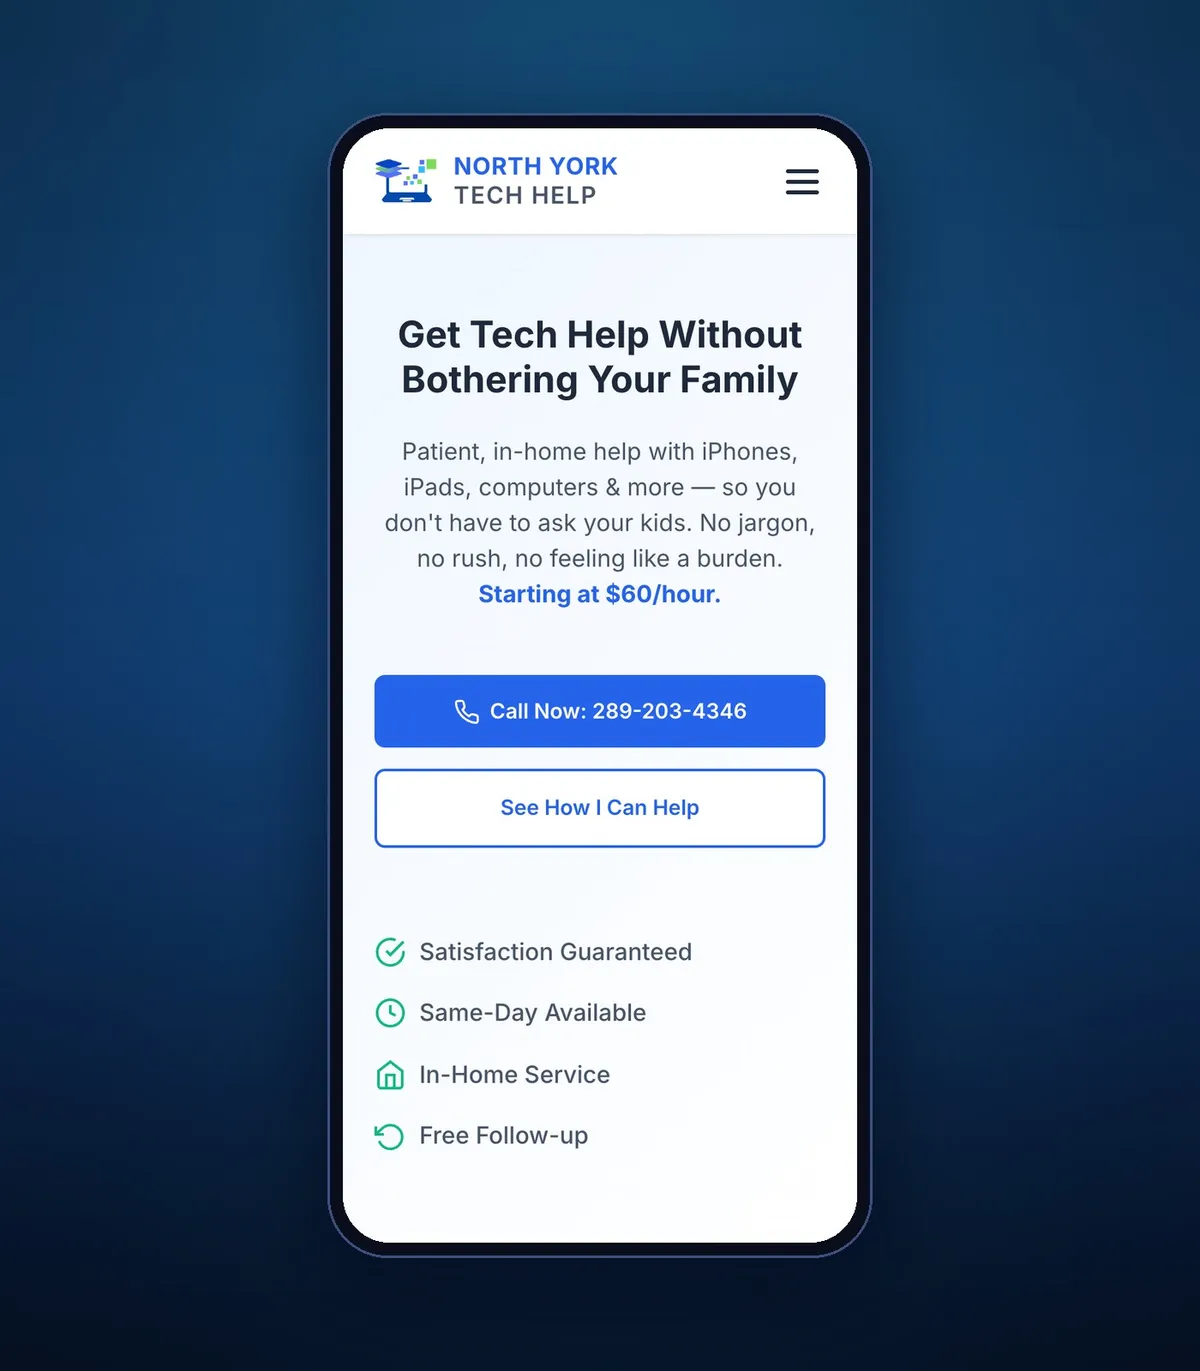 NORTH YORK
TECH HELP
Get Tech Help Without
Bothering Your Family
Patient, in-home help with iPhones,
iPads, computers & more — so you
don't have to ask your kids. No jargon,
no rush, no feeling like a burden.
Starting at $60/hour.
Call Now: 289-203-4346
See How I Can Help
Satisfaction Guaranteed
Same-Day Available
In-Home Service
Free Follow-up